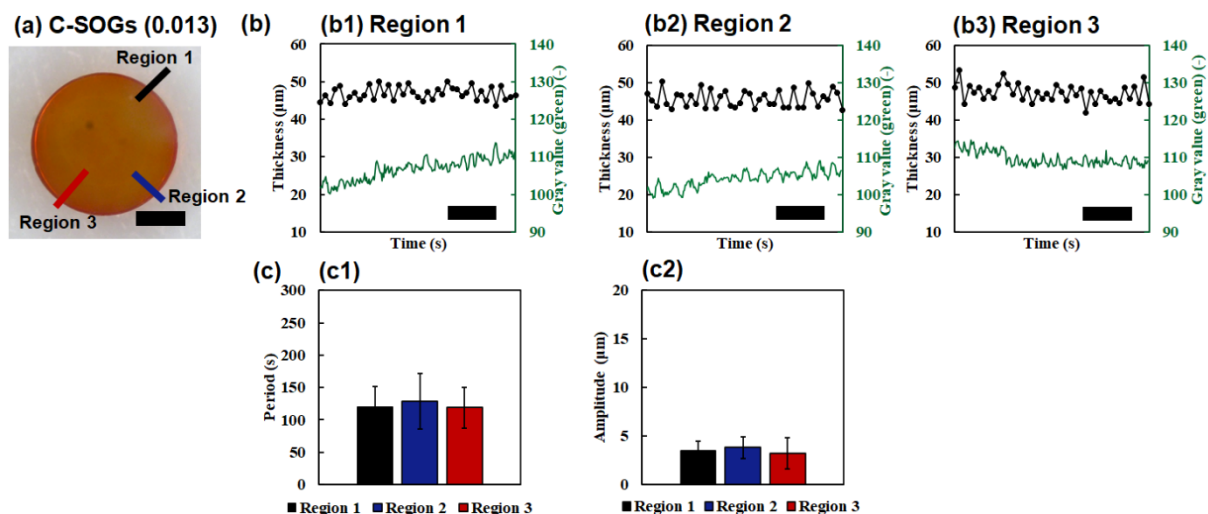 (a) C-SOGs (0.013)
Region 1
Region 2
Region 3
(b)
(b1) Region 1
60
50
40
30
20
10
Thickness (μm)
140
130
120
110
100
90
Gray value (green) (-)
Time (s)
(b2) Region 2
60
50
40
30
20
10
Thickness (μm)
140
130
120
110
100
90
Gray value (green) (-)
Time (s)
(b3) Region 3
60
50
40
30
20
10
Thickness (μm)
140
130
120
110
100
90
Gray value (green) (-)
Time (s)
(c)
(c1)
300
250
200
150
100
50
0
Period (s)
Region 1 Region 2 Region 3
(c2)
20
15
10
5
0
Amplitude (μm)
Region 1 Region 2 Region 3